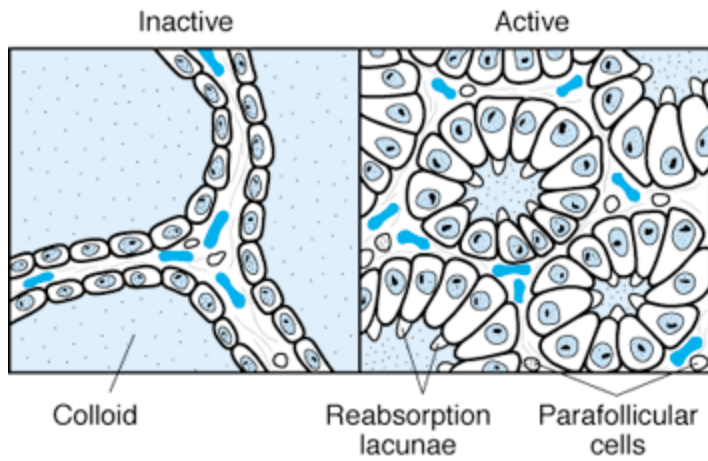 Inactive
Active
Colloid
Reabsorption
lacunae
Parafollicular
cells